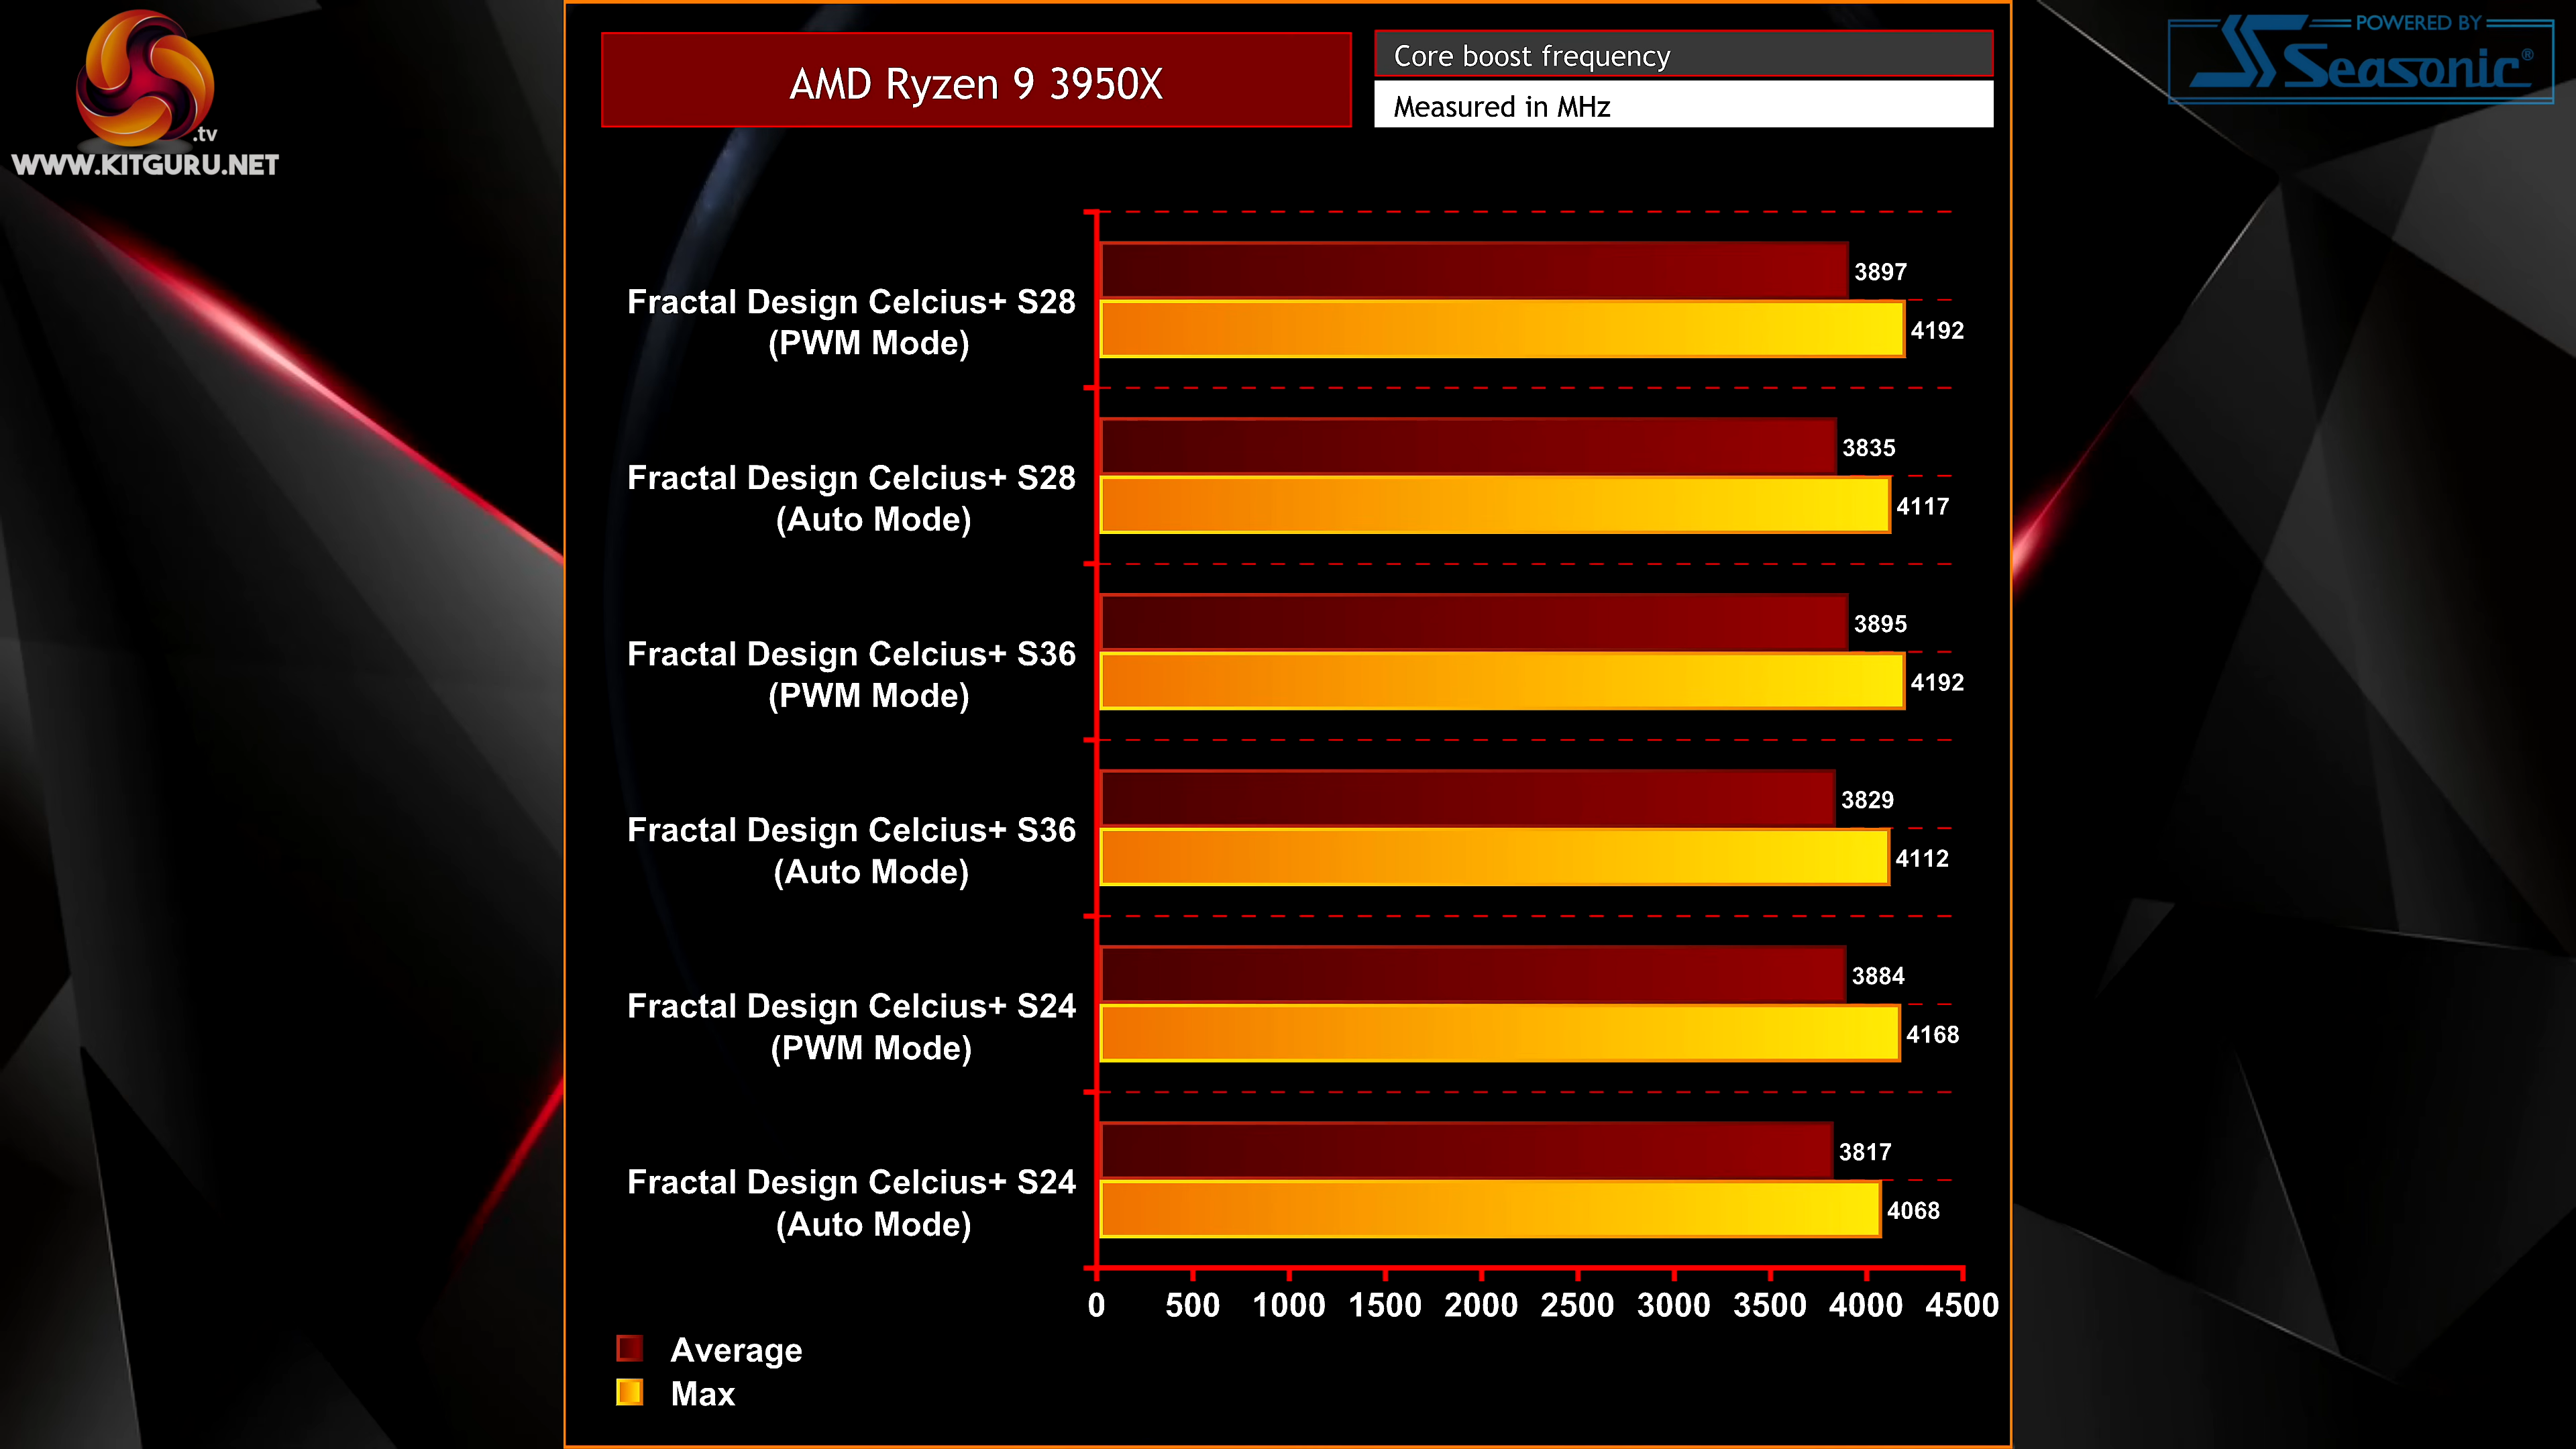 .tv
WWW.KITGURU.NET
AMD Ryzen 9 3950X
Core boost frequency
Measured in MHz
POWERED BY
Seasonic®
Fractal Design Celcius+ S28
(PWM Mode)
3897
4192
Fractal Design Celcius+ S28
(Auto Mode)
3835
4117
Fractal Design Celcius+ S36
(PWM Mode)
3895
4192
Fractal Design Celcius+ S36
(Auto Mode)
3829
4112
Fractal Design Celcius+ S24
(PWM Mode)
3884
4168
Fractal Design Celcius+ S24
(Auto Mode)
3817
4068
0 500 1000 1500 2000 2500 3000 3500 4000 4500
Average
Max